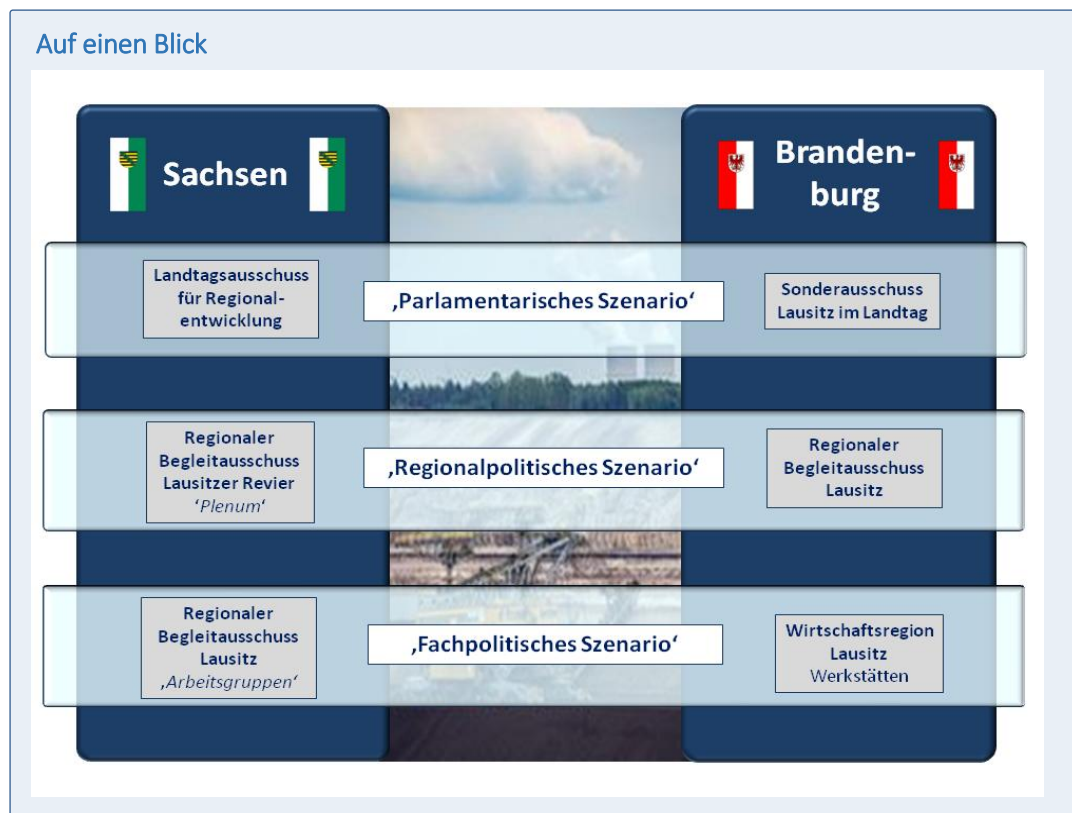 Auf einen Blick
Sachsen
Branden-
burg
Landtagsausschuss
für Regional-
entwicklung
‚Parlamentarisches Szenario‘
Sonderausschuss
Lausitz im Landtag
Regionaler
Begleitausschuss
Lausitzer Revier
‘Plenum‘
‚Regionalpolitisches Szenario‘
Regionaler
Begleitausschuss
Lausitz
Regionaler
Begleitausschuss
Lausitz
‚Arbeitsgruppen‘
‚Fachpolitisches Szenario‘
Wirtschaftsregion
Lausitz
Werkstätten